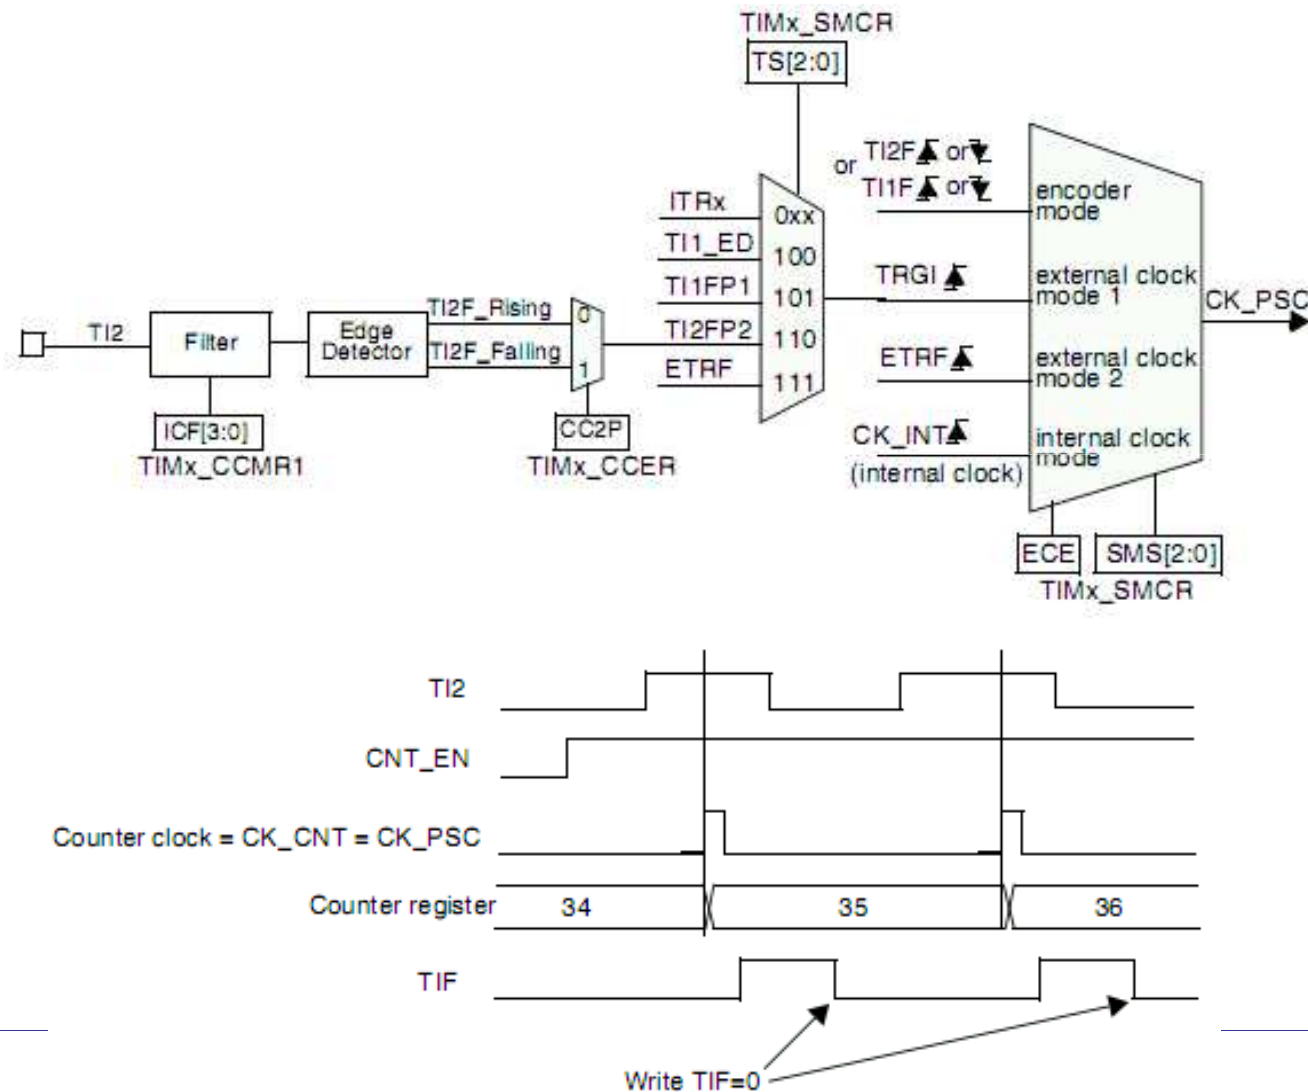 TIMx_SMCR
TS[2:0]
or TI2F or
TI1F or
encoder
mode
ITRx
0xx
TI1_ED
100
TI1FP1
101
TI2FP2
110
ETRF
111
TRGI
external clock
mode 1
CK_PSC
ETRF
external clock
mode 2
CK_INT
(internal clock)
internal clock
mode
TI2
Filter
Edge
Detector
TI2F_Rising
TI2F_Falling
0
1
ICF[3:0]
TIMx_CCMR1
CC2P
TIMx_CCER
ECE
SMS[2:0]
TIMx_SMCR
TI2
CNT_EN
Counter clock = CK_CNT = CK_PSC
Counter register
34
35
36
TIF
Write TIF=0